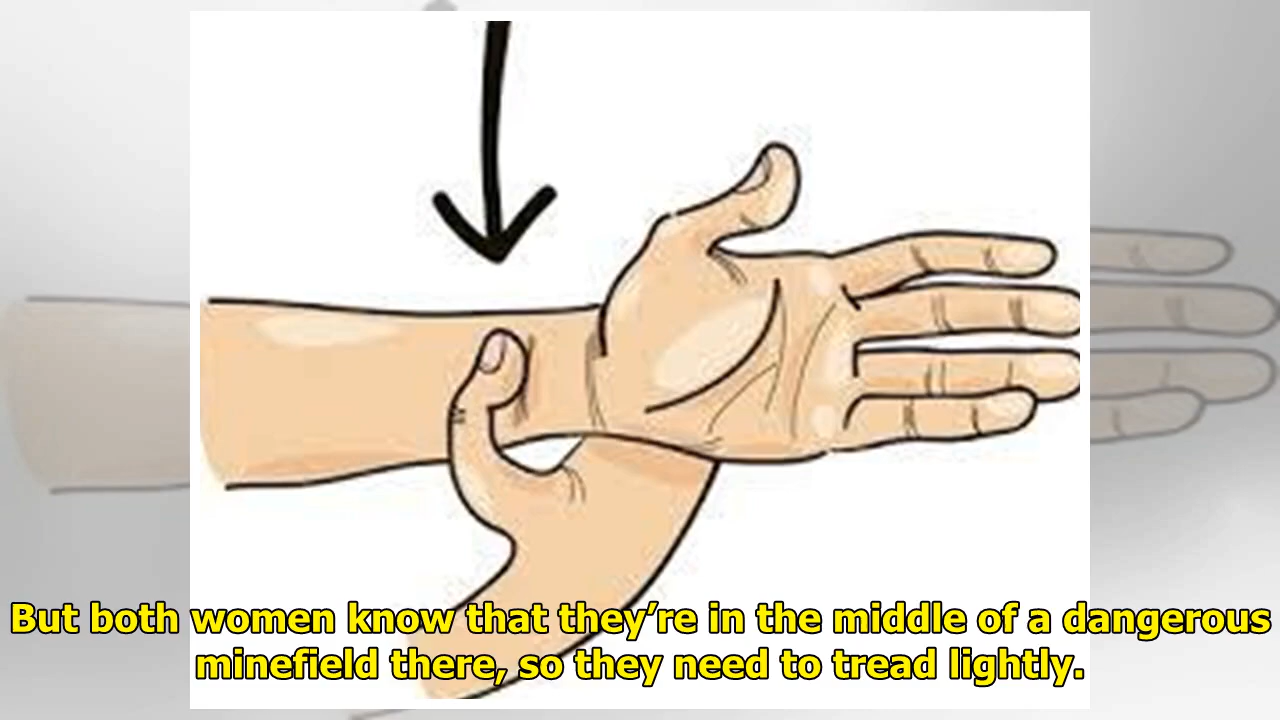 But both women know that they’re in the middle of a dangerous
minefield there, so they need to tread lightly.